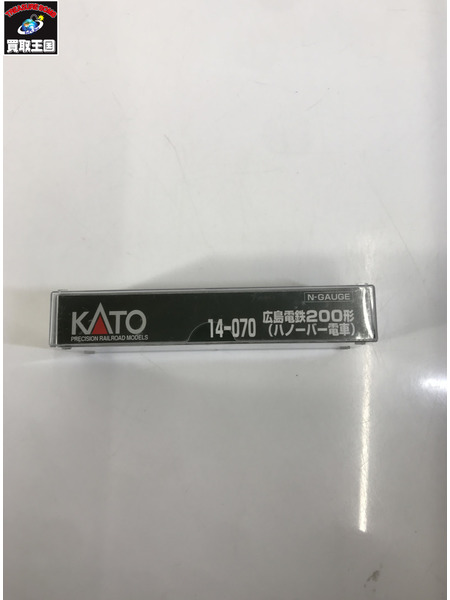 買取王国
N-GAUGE
KATO
PRECISION RAILROAD MODELS
14-070
広島電鉄200形
(ハノーバー電車)